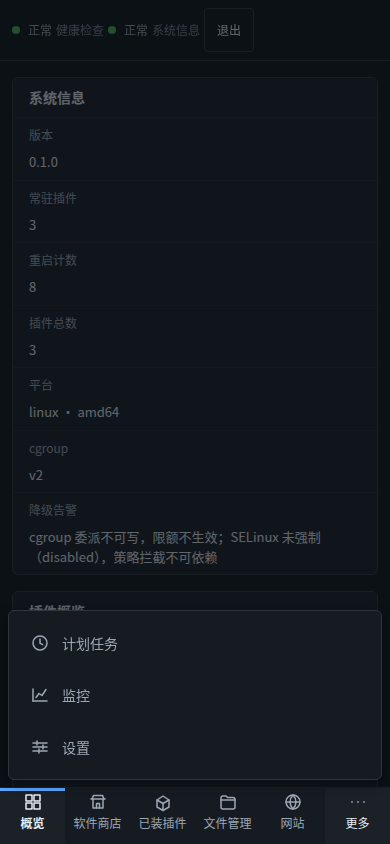 正常 健康检查 正常 系统信息 退出
系统信息
版本
0.1.0
常驻插件
3
重启计数
8
插件总数
3
平台
linux · amd64
cgroup
v2
降级告警
cgroup 委派不可写，限额不生效；SELinux 未强制
（disabled），策略拦截不可依赖
插件概览
计划任务
监控
设置
概览 软件商店 已装插件 文件管理 网站 更多